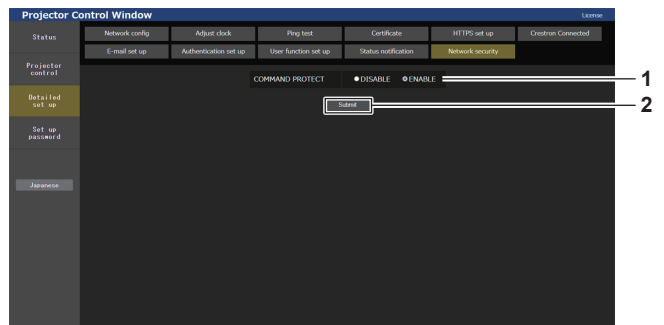 Projector Control Window
License
Status
Network config
Adjust clock
Ping test
Certificate
HTTPS set up
Crestron Connected
E-mail set up
Authentication set up
User function set up
Status notification
Network security
Projector
control
COMMAND PROTECT
DISABLE
ENABLE
1
Detailed
set up
Submit
2
Set up
password
Japanese